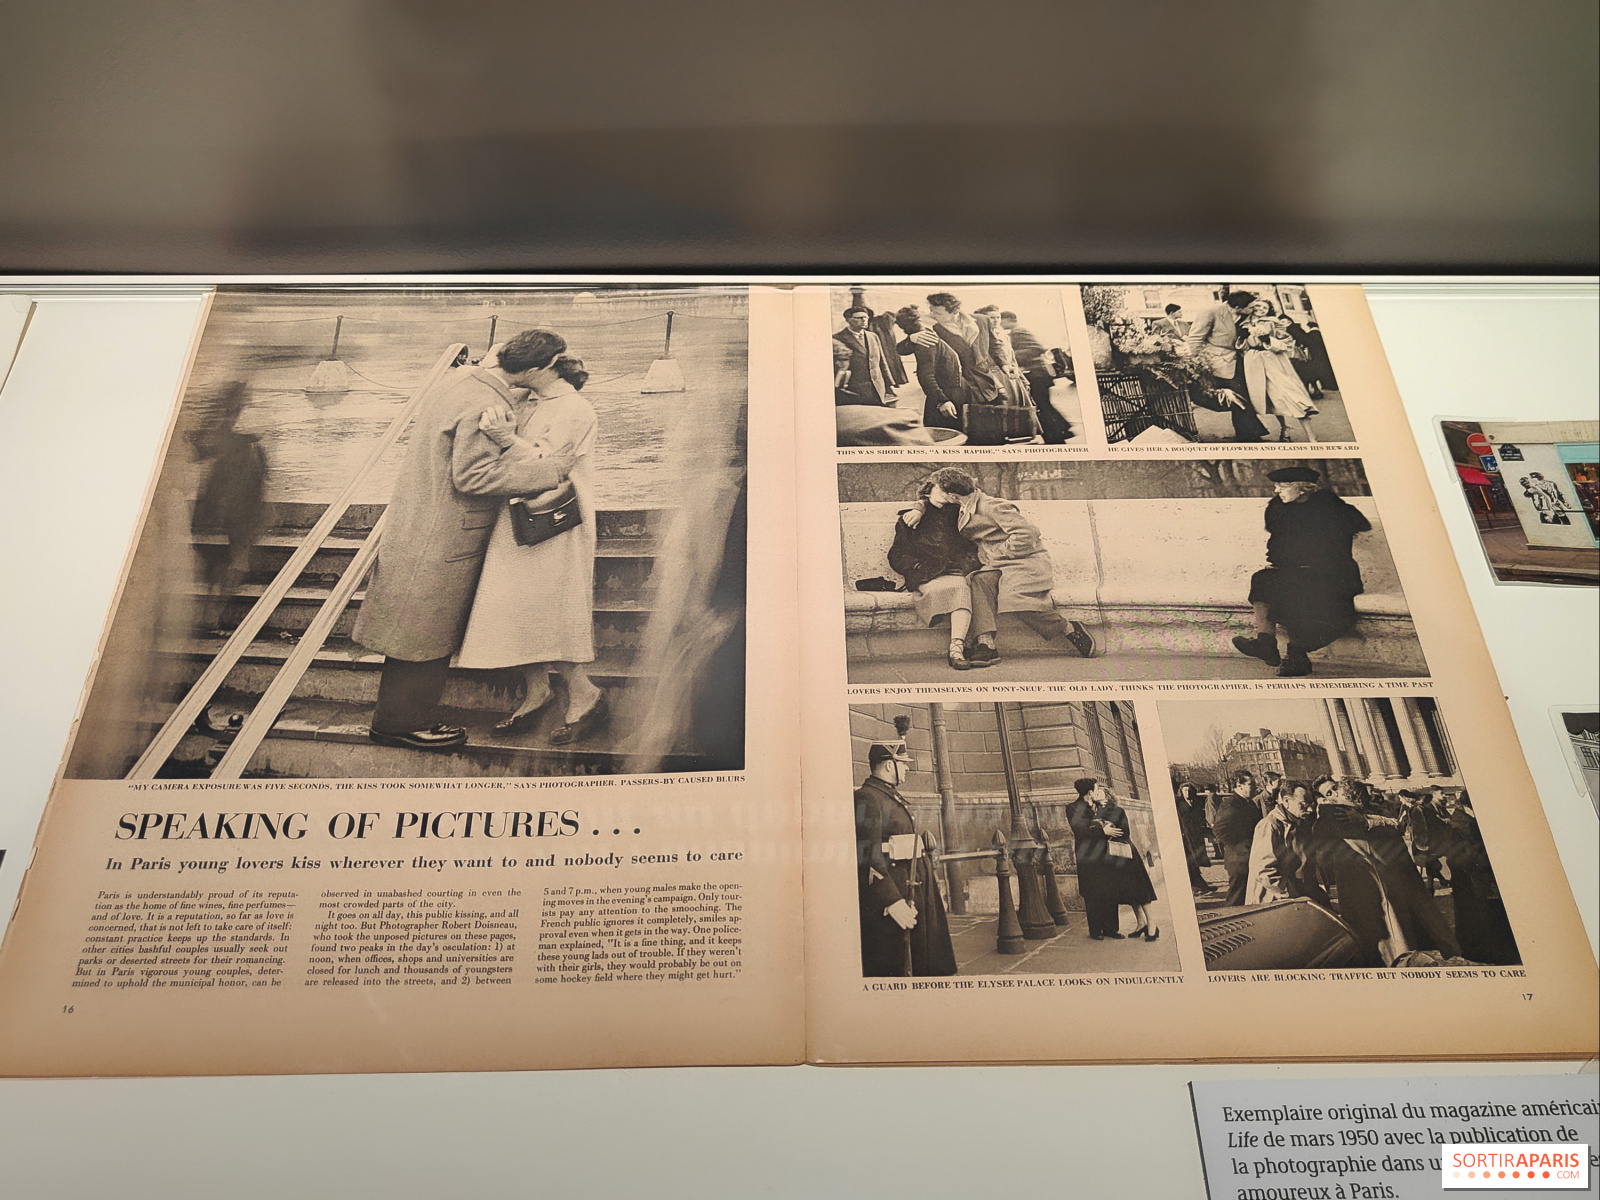 "MY CAMERA EXPOSURE WAS FIVE SECONDS, THE KISS TOOK SOMEWHAT LONGER," SAYS PHOTOGRAPHER. PASSERS-BY CAUSED BLURS
SPEAKING OF PICTURES . . .
In Paris young lovers kiss wherever they want to and nobody seems to care
Paris is understandably proud of its reputa-
tion as the home of fine wines, fine perfumes—
and of love. It is a reputation, so far as love is
concerned, that is not left to take care of itself:
constant practice keeps up the standards. In
other cities bashful couples usually seek out
parks or deserted streets for their romancing.
But in Paris vigorous young couples, deter-
mined to uphold the municipal honor, can be
observed in unabashed courting in even the
most crowded parts of the city.
It goes on all day, this public kissing, and all
night too. But Photographer Robert Doisneau,
who took the unposed pictures on these pages,
found two peaks in the day's osculation: 1) at
noon, when offices, shops and universities are
closed for lunch and thousands of youngsters
are released into the streets, and 2) between
5 and 7 p.m., when young males make the open-
ing moves in the evening's campaign. Only tour-
ists pay any attention to the smooching. The
French public ignores it completely, smiles ap-
proval even when it gets in the way. One police-
man explained, "It is a fine thing, and it keeps
these young lads out of trouble. If they weren't
with their girls, they would probably be out on
some hockey field where they might get hurt."
16
THIS WAS SHORT KISS, "A KISS RAPIDE," SAYS PHOTOGRAPHER
HE GIVES HER A BOUQUET OF FLOWERS AND CLAIMS HIS REWARD
LOVERS ENJOY THEMSELVES ON PONT-NEUF. THE OLD LADY, THINKS THE PHOTOGRAPHER, IS PERHAPS REMEMBERING A TIME PAST
A GUARD BEFORE THE ELYSEE PALACE LOOKS ON INDULGENTLY
LOVERS ARE BLOCKING TRAFFIC BUT NOBODY SEEMS TO CARE
17
Exemplaire original du magazine américai
Life de mars 1950 avec la publication de
la photographie dans u
amoureux à Paris.
SORTIRAPARIS
.COM